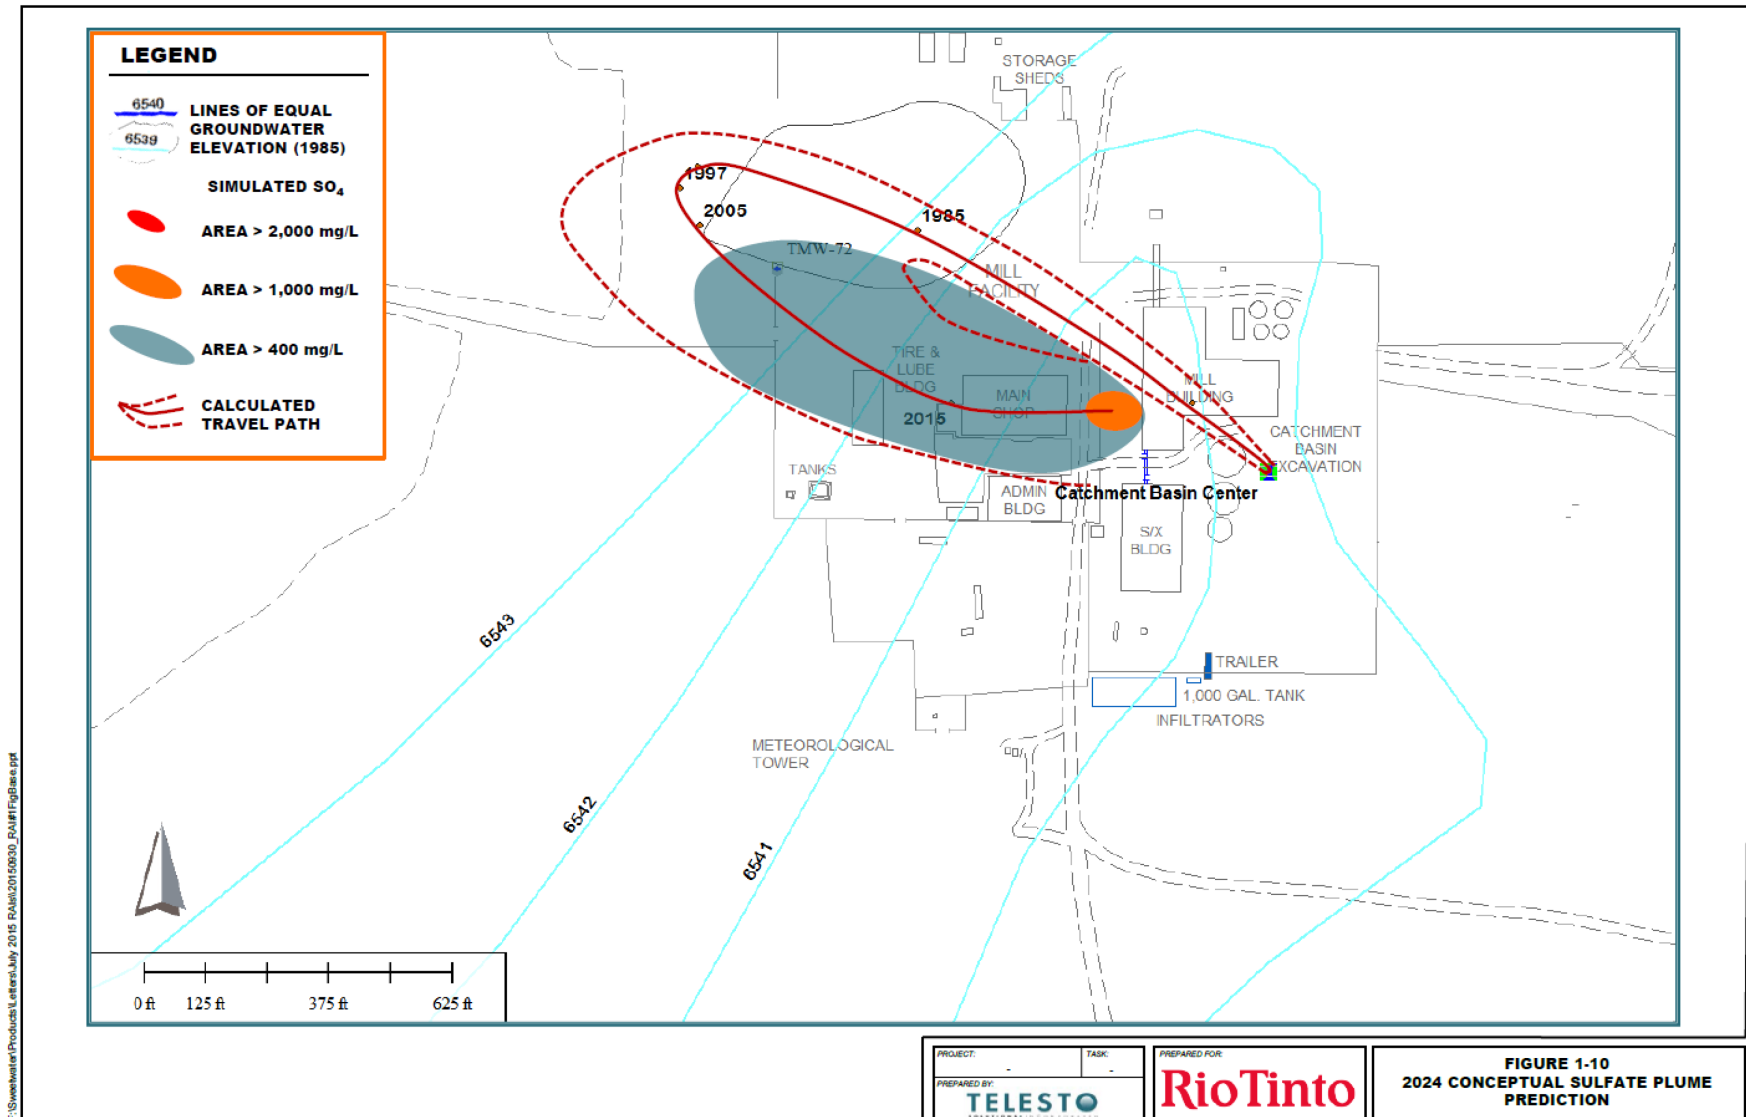 LEGEND
6540
LINES OF EQUAL
GROUNDWATER
ELEVATION (1985)
6539
SIMULATED SO4
AREA > 2,000 mg/L
AREA > 1,000 mg/L
AREA > 400 mg/L
CALCULATED
TRAVEL PATH
STORAGE
SHEDS
1997
2005
1985
TMW-72
MILL
FACILITY
TIRE &
LUBE
BLDG
MAIN
SHOP
2015
MILL
BUILDING
CATCHMENT
BASIN
EXCAVATION
TANKS
ADMIN
BLDG
Catchment Basin Center
S/X
BLDG
6543
TRAILER
1,000 GAL. TANK
INFILTRATORS
METEOROLOGICAL
TOWER
6542
6541
0 ft 125 ft 375 ft 625 ft
PROJECT:
-
TASK:
-
PREPARED BY:
TELESTO
PREPARED FOR:
RioTinto
FIGURE 1-10
2024 CONCEPTUAL SULFATE PLUME
PREDICTION